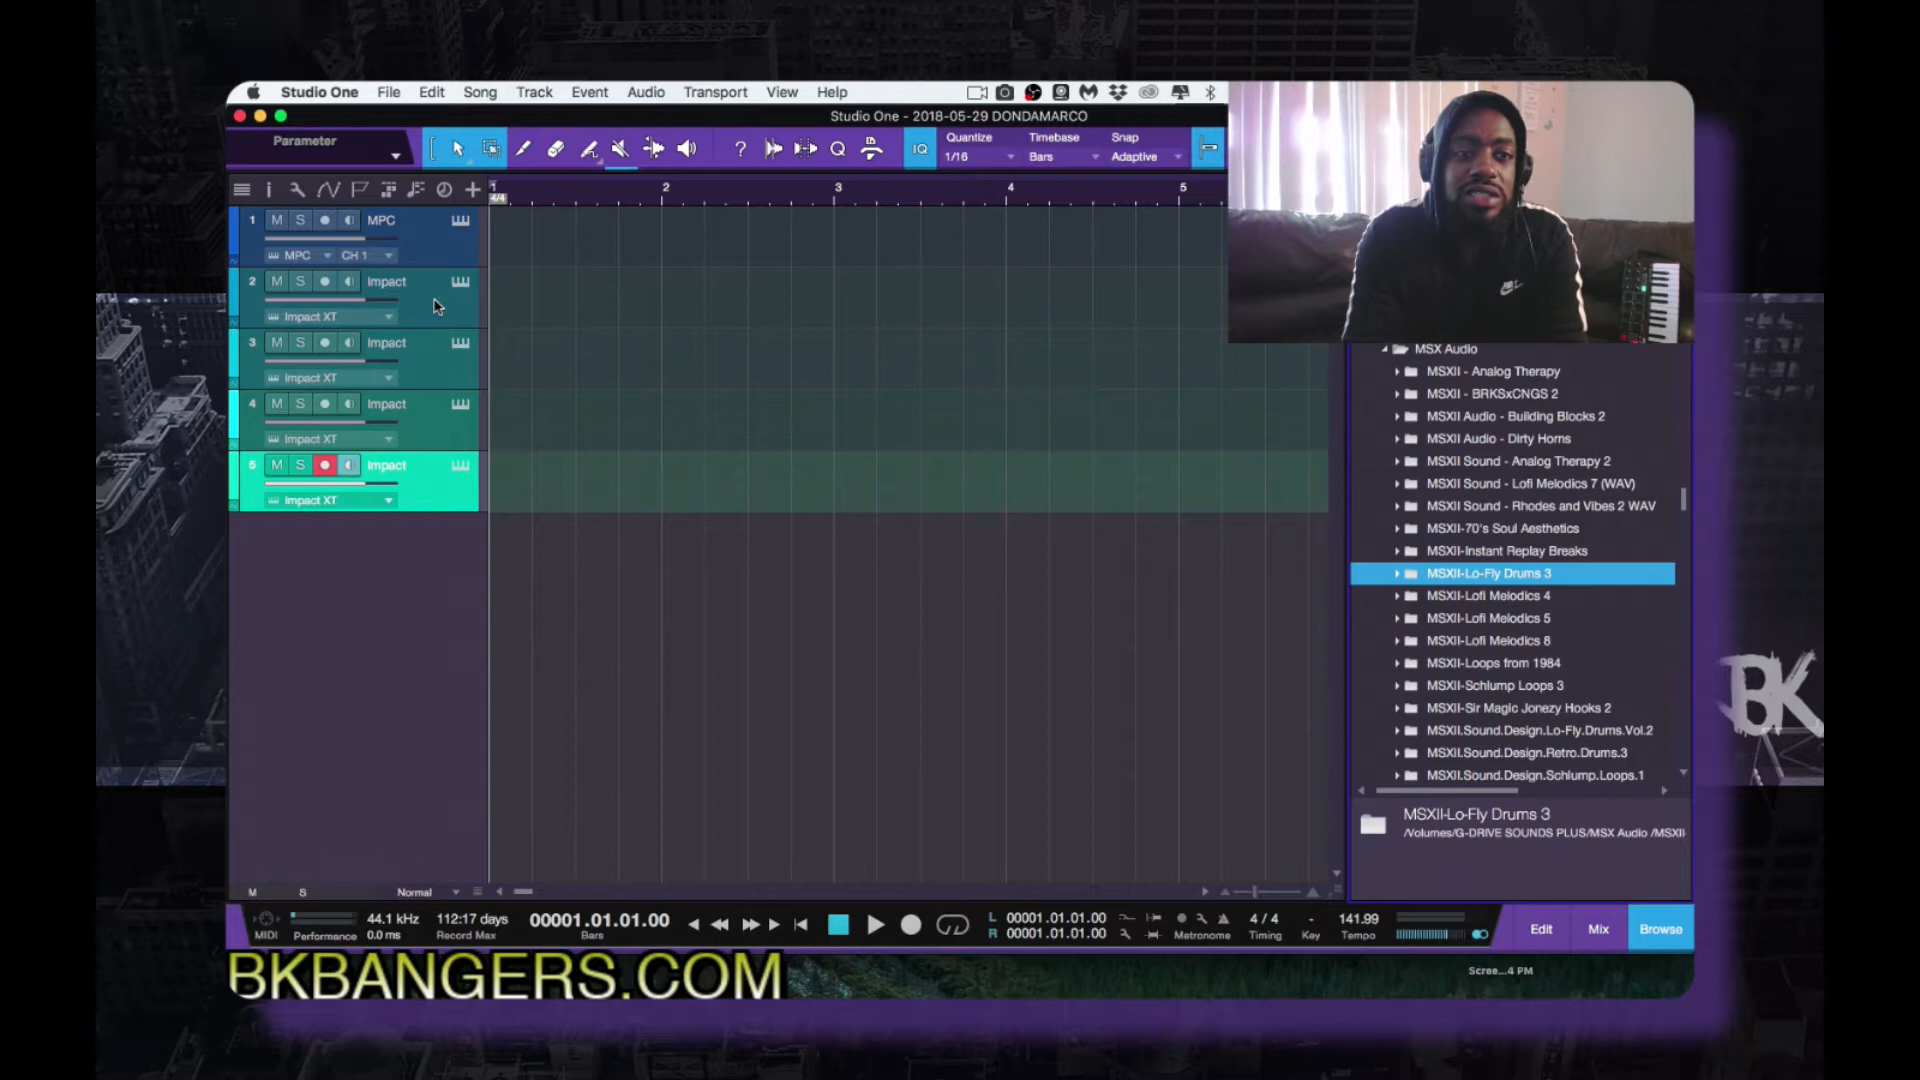 Studio One File Edit Song Track Event Audio Transport View Help
Studio One - 2018-05-29 DONDAMARCO
Parameter
IQ
Quantize Timebase Snap
1/16 Bars Adaptive
1 2 3 4 5
4/4
1 M S MPC
MPC CH 1
2 M S Impact
Impact XT
3 M S Impact
Impact XT
4 M S Impact
Impact XT
5 M S Impact
Impact XT
MSX Audio
MSXII - Analog Therapy
MSXII - BRKSxCNGS 2
MSXII Audio - Building Blocks 2
MSXII Audio - Dirty Horns
MSXII Sound - Analog Therapy 2
MSXII Sound - Lofi Melodics 7 (WAV)
MSXII Sound - Rhodes and Vibes 2 WAV
MSXII-70's Soul Aesthetics
MSXII-Instant Replay Breaks
MSXII-Lo-Fly Drums 3
MSXII-Lofi Melodics 4
MSXII-Lofi Melodics 5
MSXII-Lofi Melodics 8
MSXII-Loops from 1984
MSXII-Schlump Loops 3
MSXII-Sir Magic Jonezy Hooks 2
MSXII.Sound.Design.Lo-Fly.Drums.Vol.2
MSXII.Sound.Design.Retro.Drums.3
MSXII.Sound.Design.Schlump.Loops.1
MSXII-Lo-Fly Drums 3
/Volumes/G-DRIVE SOUNDS PLUS/MSX Audio /MSXII-
BK
M S Normal
MIDI Performance
44.1 kHz
0.0 ms
112:17 days
Record Max
00001.01.01.00
Bars
L 00001.01.01.00
R 00001.01.01.00
Metronome
4 / 4
Timing
-
Key
141.99
Tempo
Edit Mix Browse
BKBANGERS.COM
Scree...4 PM